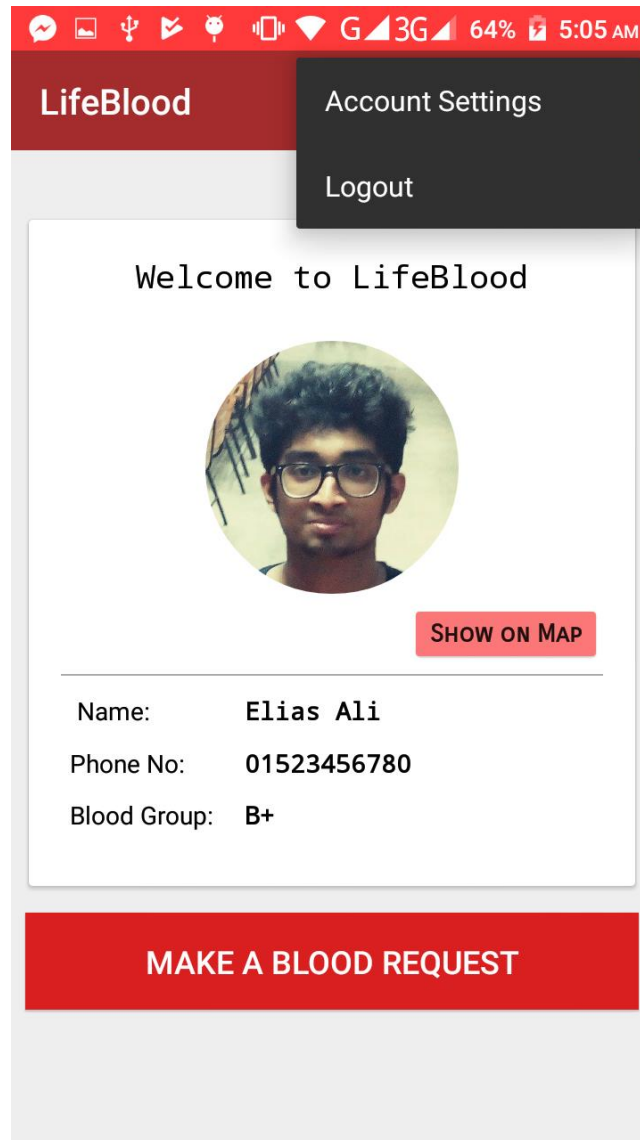 G 3G 64% 5:05 AM
LifeBlood
Account Settings
Logout
Welcome to LifeBlood
SHOW ON MAP
Name: Elias Ali
Phone No: 01523456780
Blood Group: B+
MAKE A BLOOD REQUEST